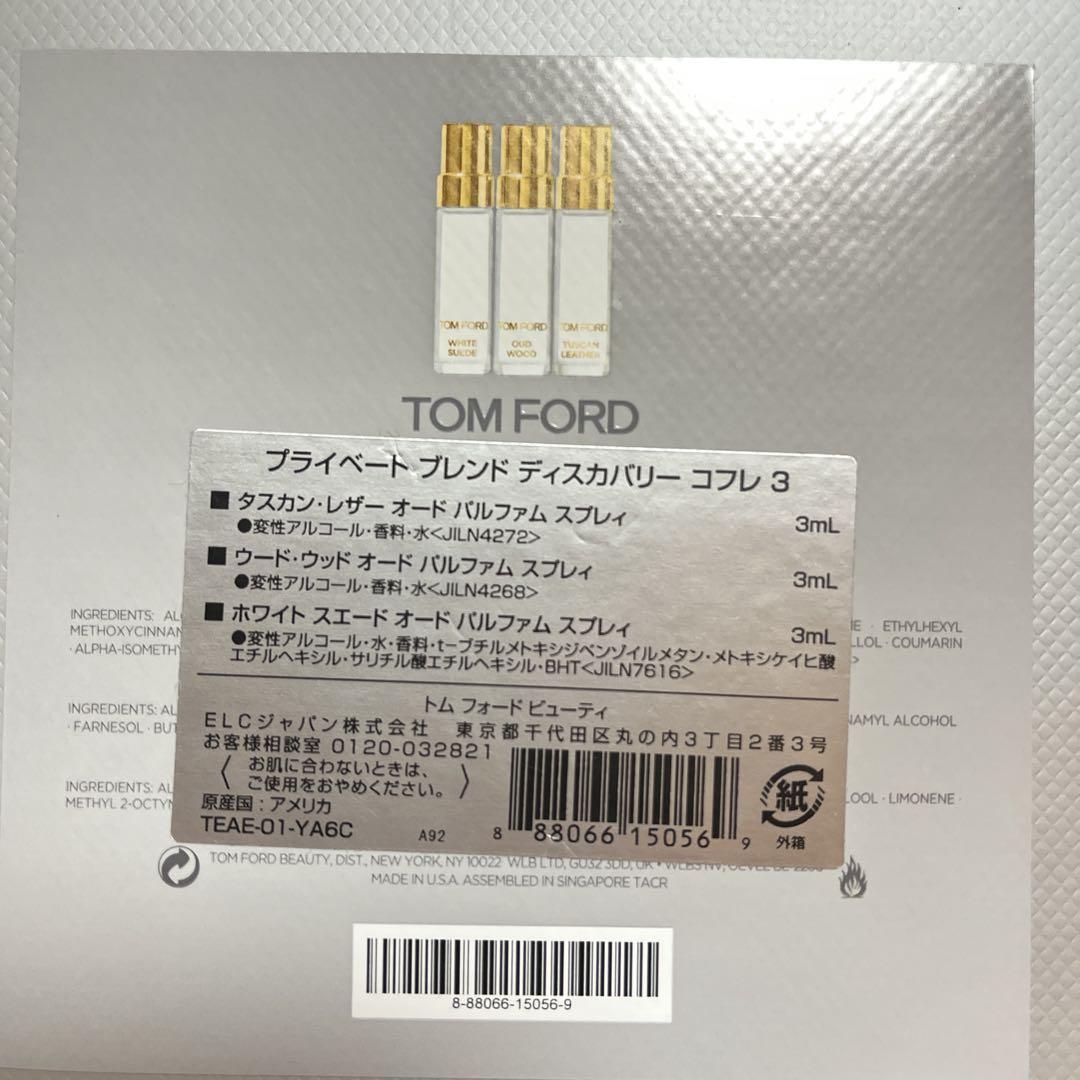 TOM FORD TOM FORD TOM FORD
WHITE OUD TUSCAN
SUEDE WOOD LEATHER
TOM FORD
プライベート ブレンド ディスカバリー コフレ 3
■ タスカン・レザー オード パルファム スプレィ 3mL
●変性アルコール・香料・水<JILN4272>
■ ウード・ウッド オード パルファム スプレィ 3mL
●変性アルコール・香料・水<JILN4268>
■ ホワイト スエード オード パルファム スプレィ 3mL
●変性アルコール・水・香料・t-ブチルメトキシジベンゾイルメタン・メトキシケイヒ酸
エチルヘキシル・サリチル酸エチルヘキシル・BHT<JILN7616>
トム フォード ビューティ
ELCジャパン株式会社 東京都千代田区丸の内3丁目2番3号
お客様相談室 0120-032821
〈 お肌に合わないときは、
ご使用をおやめください。 〉
原産国:アメリカ
TEAE-01-YA6C A92
8 88066 15056 9
紙
外箱
INGREDIENTS:
METHOXYCINNAM
· ALPHA-ISOMETHY
· ETHYLHEXYL
· COUMARIN
INGREDIENTS:
· FARNESOL ·
ALCOHOL
INGREDIENTS:
METHYL
· LIMONENE ·
TOM FORD BEAUTY, DIST., NEW YORK, NY 10022 WLB LTD, GU32 3DD, UK •
MADE IN U.S.A. ASSEMBLED IN SINGAPORE TACR
8-88066-15056-9